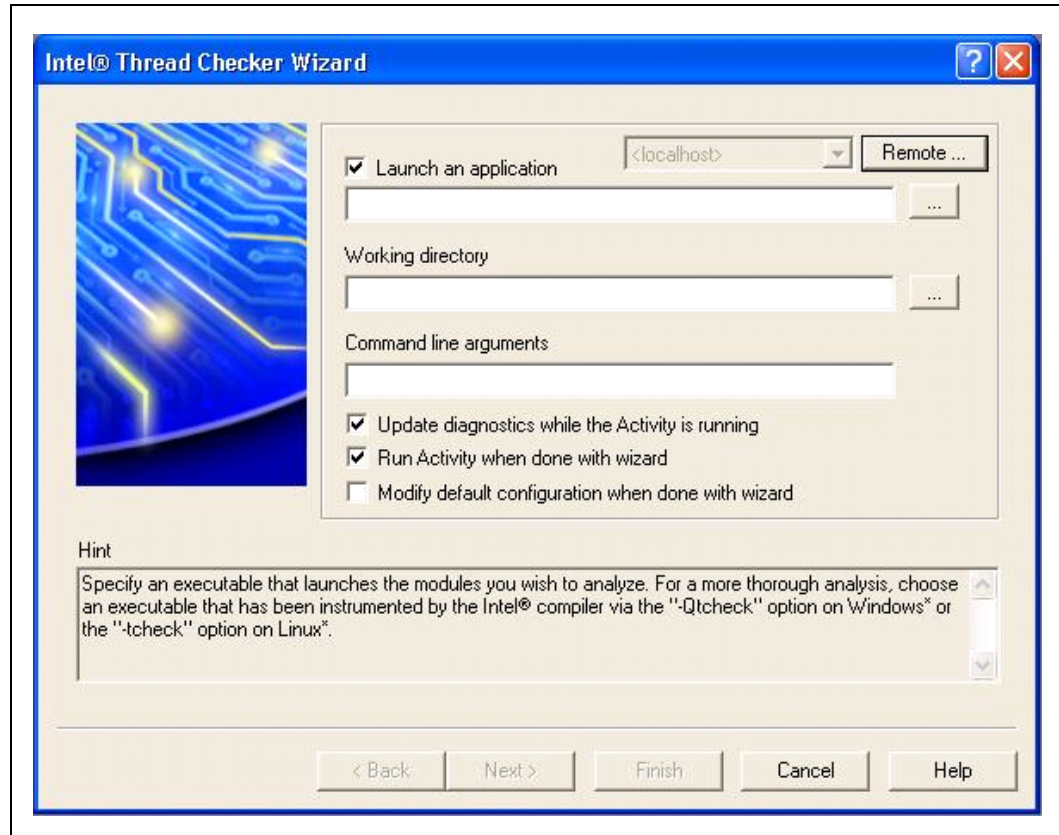 Intel® Thread Checker Wizard
<localhost>
Remote ...
Launch an application
...
Working directory
...
Command line arguments
Update diagnostics while the Activity is running
Run Activity when done with wizard
Modify default configuration when done with wizard
Hint
Specify an executable that launches the modules you wish to analyze. For a more thorough analysis, choose
an executable that has been instrumented by the Intel® compiler via the "-Qtcheck" option on Windows* or
the "-tcheck" option on Linux*.
< Back
Next >
Finish
Cancel
Help